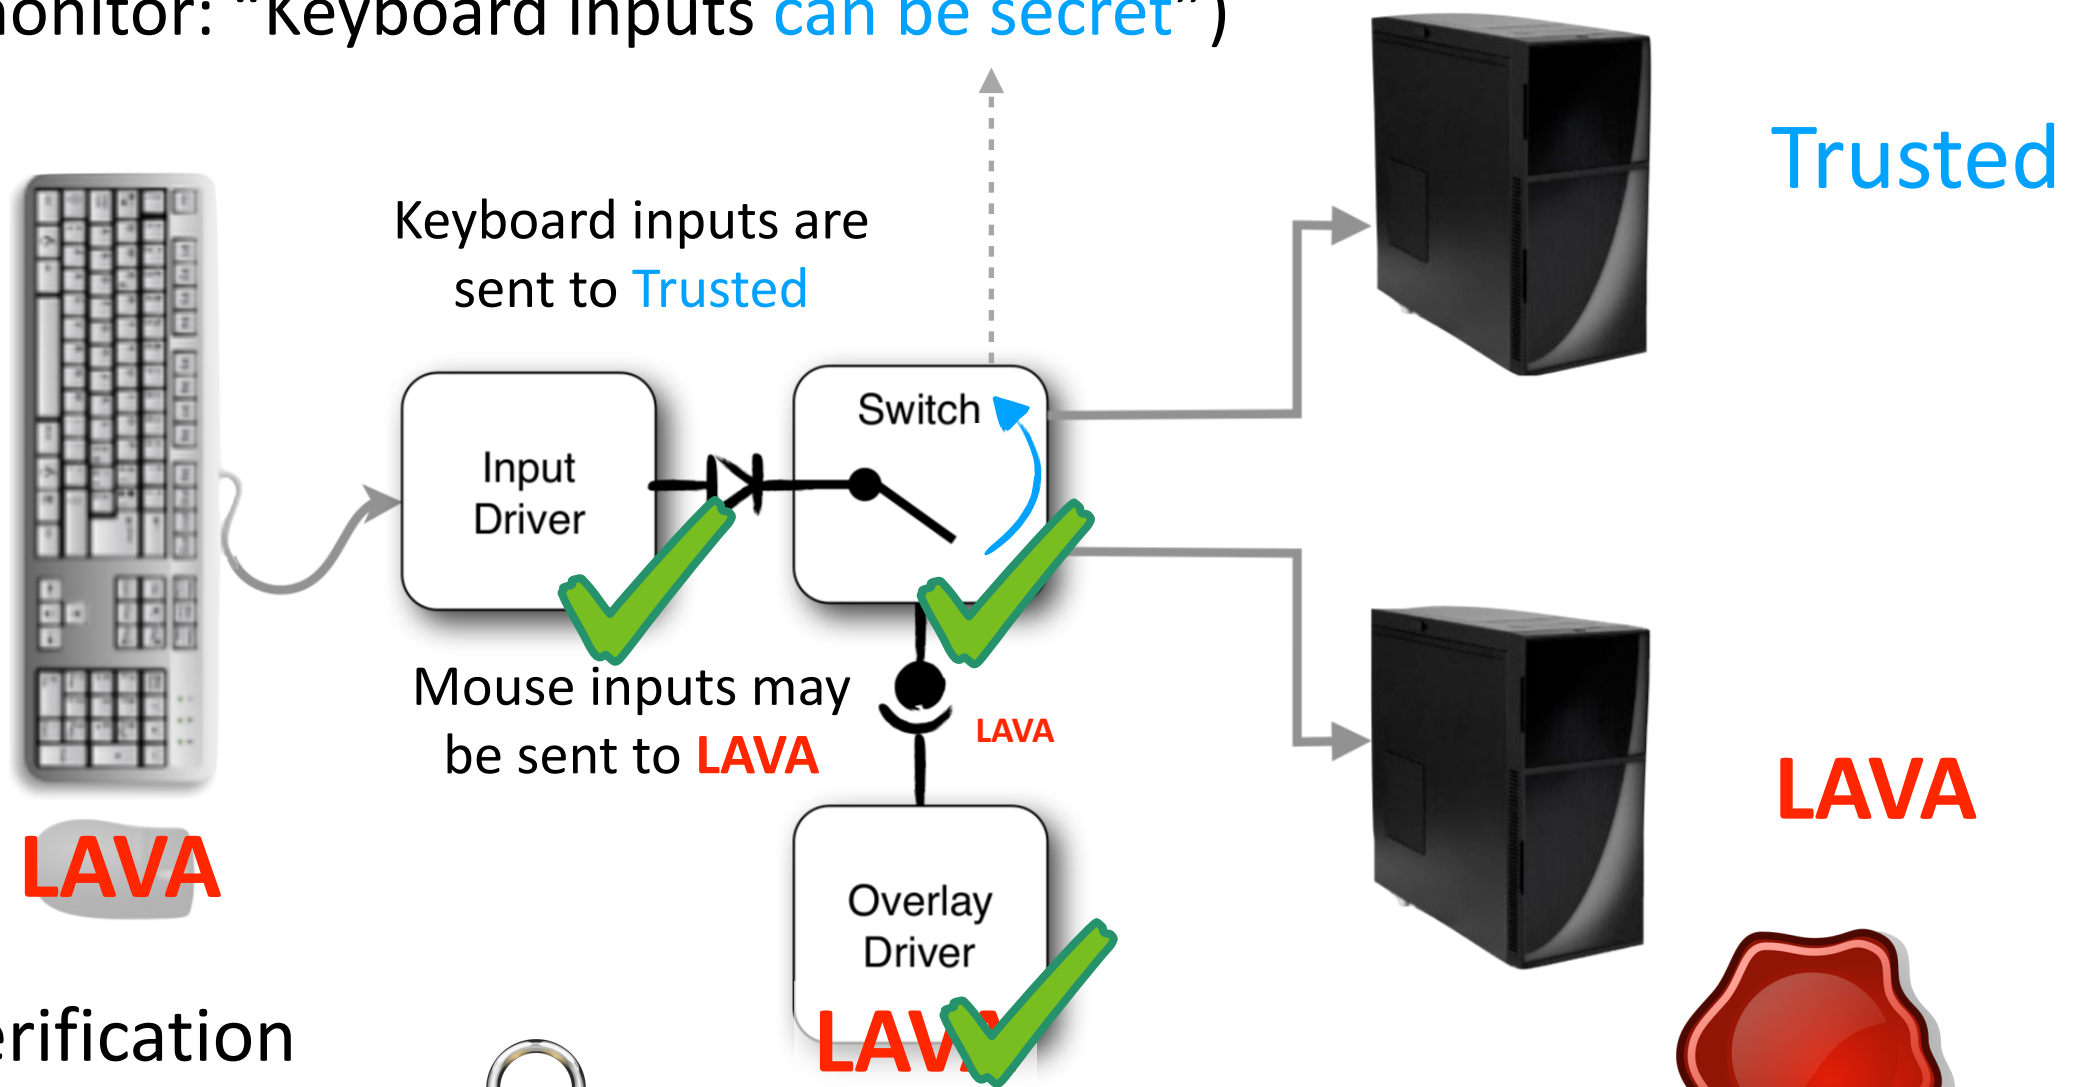 onitor: "Keyboard inputs can be secret")
Trusted
Keyboard inputs are
sent to Trusted
Switch
Input
Driver
Mouse inputs may
be sent to LAVA
LAVA
LAVA
LAVA
Overlay
Driver
LAVA
erification